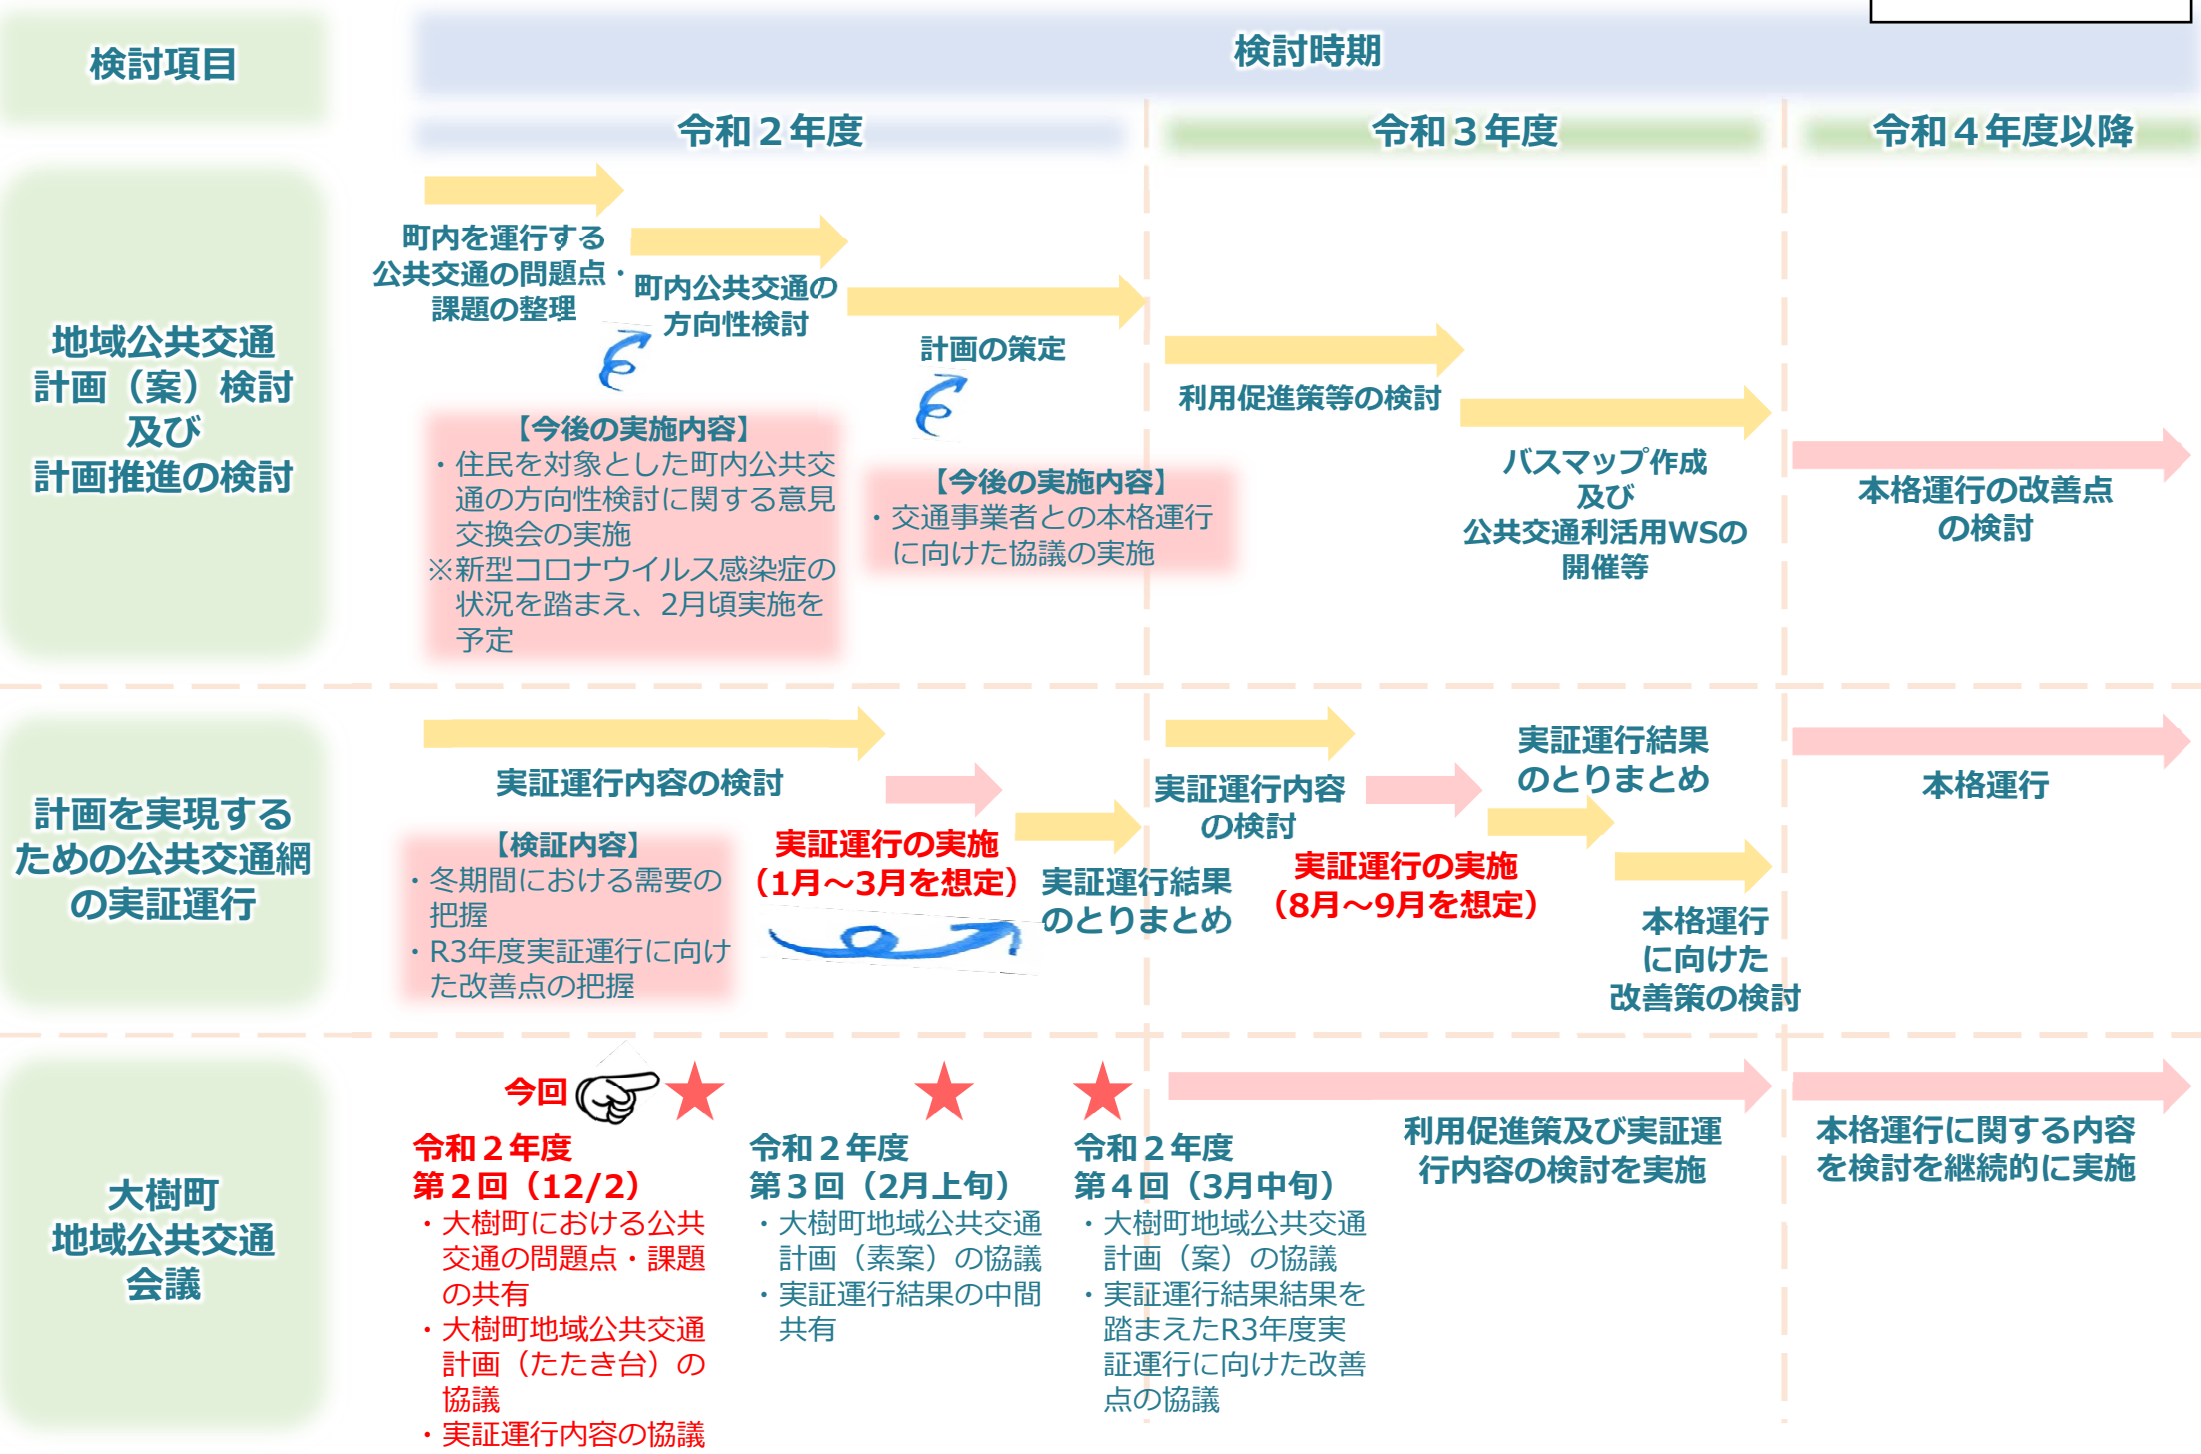 検討項目
検討時期
令和２年度
令和３年度
令和４年度以降
地域公共交通
計画（案）検討
及び
計画推進の検討
町内を運行する
公共交通の問題点・
課題の整理
町内公共交通の
方向性検討
計画の策定
利用促進策等の検討
バスマップ作成
及び
公共交通利活用WSの
開催等
本格運行の改善点
の検討
【今後の実施内容】
・住民を対象とした町内公共交
通の方向性検討に関する意見
交換会の実施
※新型コロナウイルス感染症の
状況を踏まえ、2月頃実施を
予定
【今後の実施内容】
・交通事業者との本格運行
に向けた協議の実施
計画を実現する
ための公共交通網
の実証運行
実証運行内容の検討
【検証内容】
・冬期間における需要の
把握
・R3年度実証運行に向け
た改善点の把握
実証運行の実施
（1月～3月を想定）
実証運行結果
のとりまとめ
実証運行内容
の検討
実証運行の実施
（8月～9月を想定）
実証運行結果
のとりまとめ
本格運行
に向けた
改善策の検討
本格運行
大樹町
地域公共交通
会議
今回
令和２年度
第２回（12/2）
・大樹町における公共
交通の問題点・課題
の共有
・大樹町地域公共交通
計画（たたき台）の
協議
・実証運行内容の協議
令和２年度
第３回（2月上旬）
・大樹町地域公共交通
計画（素案）の協議
・実証運行結果の中間
共有
令和２年度
第４回（3月中旬）
・大樹町地域公共交通
計画（案）の協議
・実証運行結果結果を
踏まえたR3年度実
証運行に向けた改善
点の協議
利用促進策及び実証運
行内容の検討を実施
本格運行に関する内容
を検討を継続的に実施